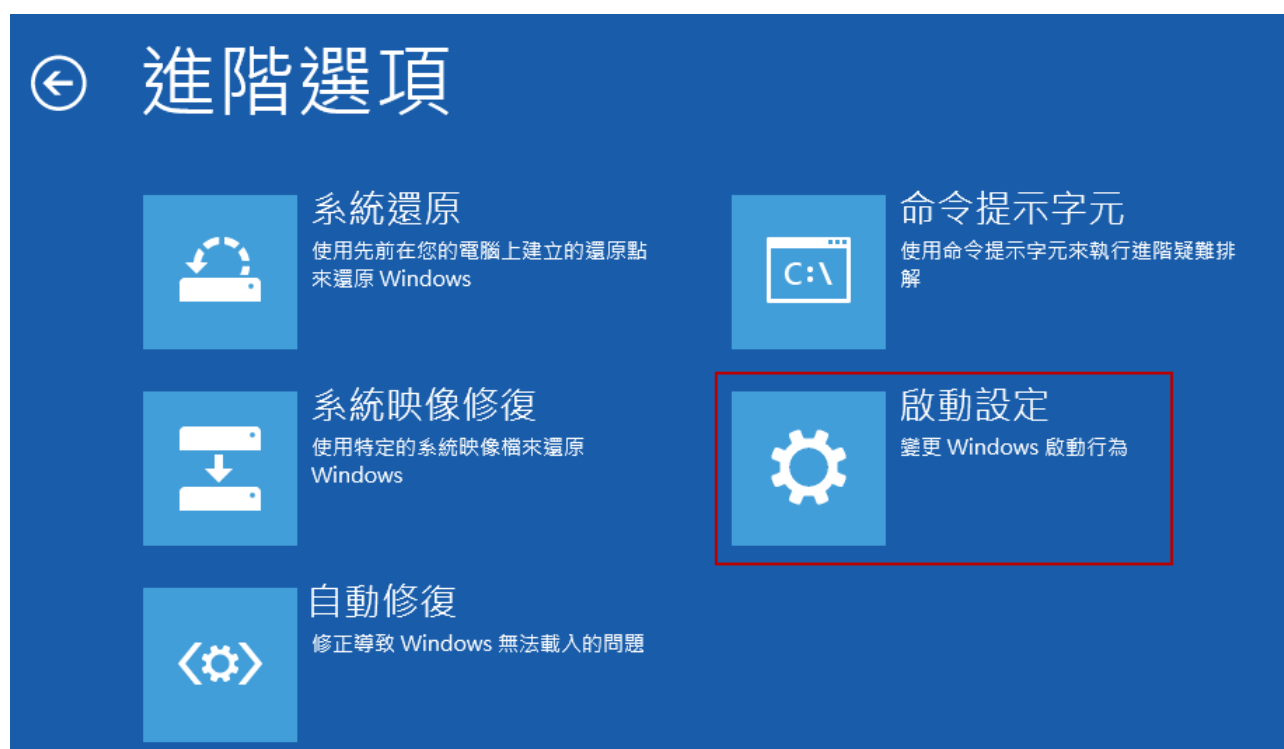 進階選項
系統還原
使用先前在您的電腦上建立的還原點
來還原 Windows
命令提示字元
使用命令提示字元來執行進階疑難排
解
C:\
系統映像修復
使用特定的系統映像檔來還原
Windows
啟動設定
變更 Windows 啟動行為
自動修復
修正導致 Windows 無法載入的問題